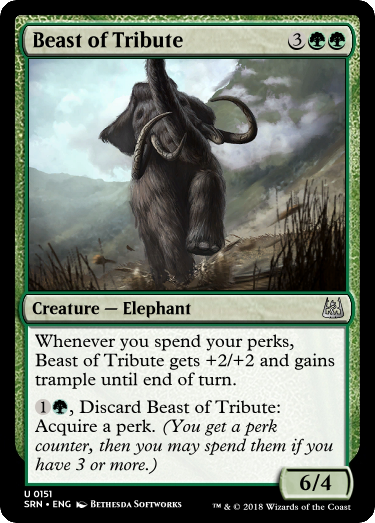 Beast of Tribute 3
Creature — Elephant
Whenever you spend your perks,
Beast of Tribute gets +2/+2 and gains
trample until end of turn.
1, Discard Beast of Tribute:
Acquire a perk. (You get a perk
counter, then you may spend them if you
have 3 or more.)
6/4
U 0151
SRN • ENG Bethesda Softworks
™ & © 2018 Wizards of the Coast